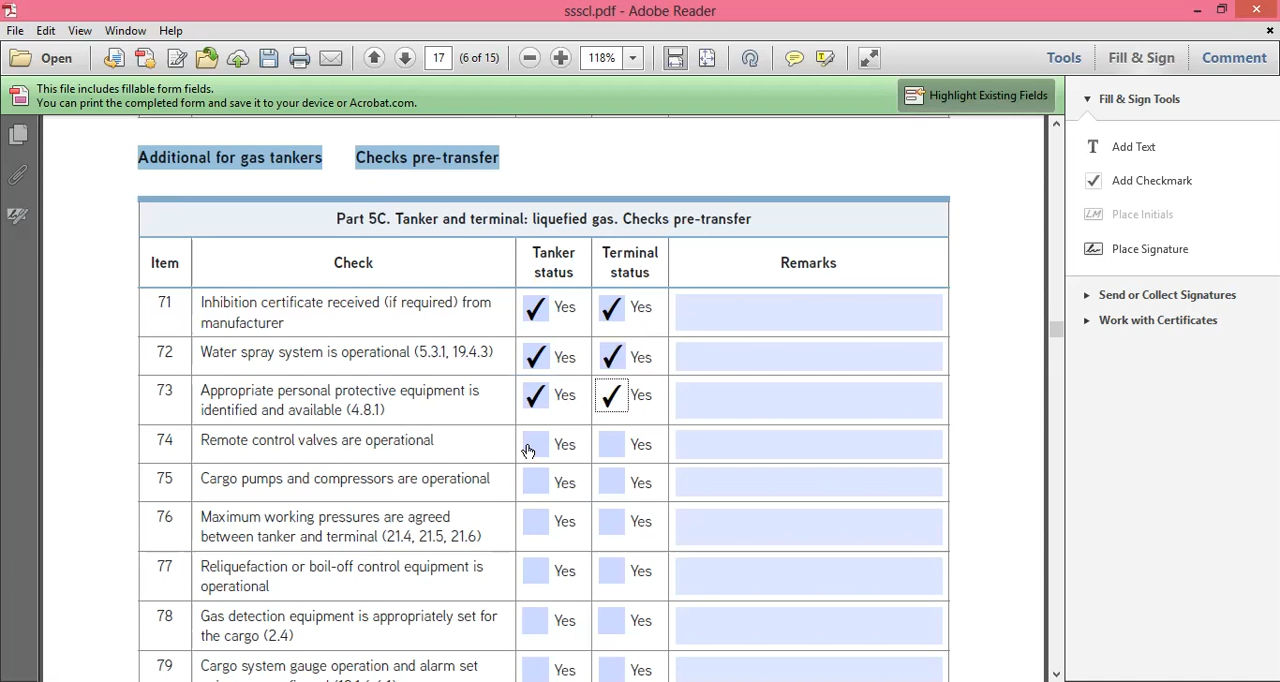 ssscl.pdf - Adobe Reader
File Edit View Window Help
Open 17 (6 of 15) 118% Tools Fill & Sign Comment
This file includes fillable form fields.
You can print the completed form and save it to your device or Acrobat.com.
Highlight Existing Fields
Fill & Sign Tools
T Add Text
Add Checkmark
LM Place Initials
Place Signature
Send or Collect Signatures
Work with Certificates
Additional for gas tankers Checks pre-transfer
Part 5C. Tanker and terminal: liquefied gas. Checks pre-transfer
Item Check Tanker status Terminal status Remarks
71 Inhibition certificate received (if required) from Yes Yes
manufacturer
72 Water spray system is operational (5.3.1, 19.4.3) Yes Yes
73 Appropriate personal protective equipment is Yes Yes
identified and available (4.8.1)
74 Remote control valves are operational Yes Yes
75 Cargo pumps and compressors are operational Yes Yes
76 Maximum working pressures are agreed Yes Yes
between tanker and terminal (21.4, 21.5, 21.6)
77 Reliquefaction or boil-off control equipment is Yes Yes
operational
78 Gas detection equipment is appropriately set for Yes Yes
the cargo (2.4)
79 Cargo system gauge operation and alarm set Yes Yes